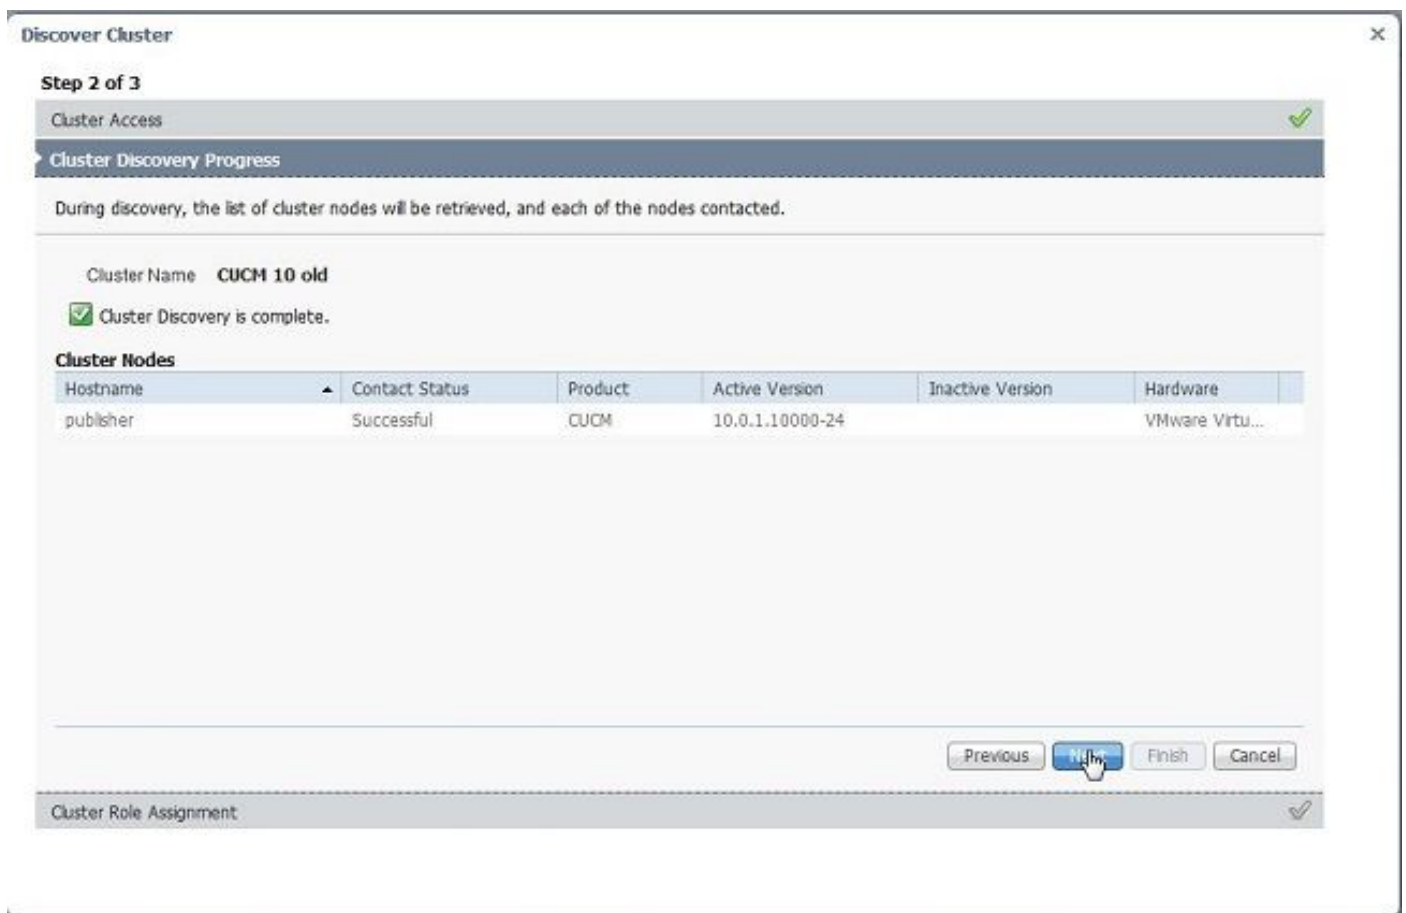 Discover Cluster
Step 2 of 3
Cluster Access
Cluster Discovery Progress
During discovery, the list of cluster nodes will be retrieved, and each of the nodes contacted.
Cluster Name CUCM 10 old
Cluster Discovery is complete.
Cluster Nodes
Hostname Contact Status Product Active Version Inactive Version Hardware
publisher Successful CUCM 10.0.1.10000-24 VMware Virtu...
Previous Next Finish Cancel
Cluster Role Assignment